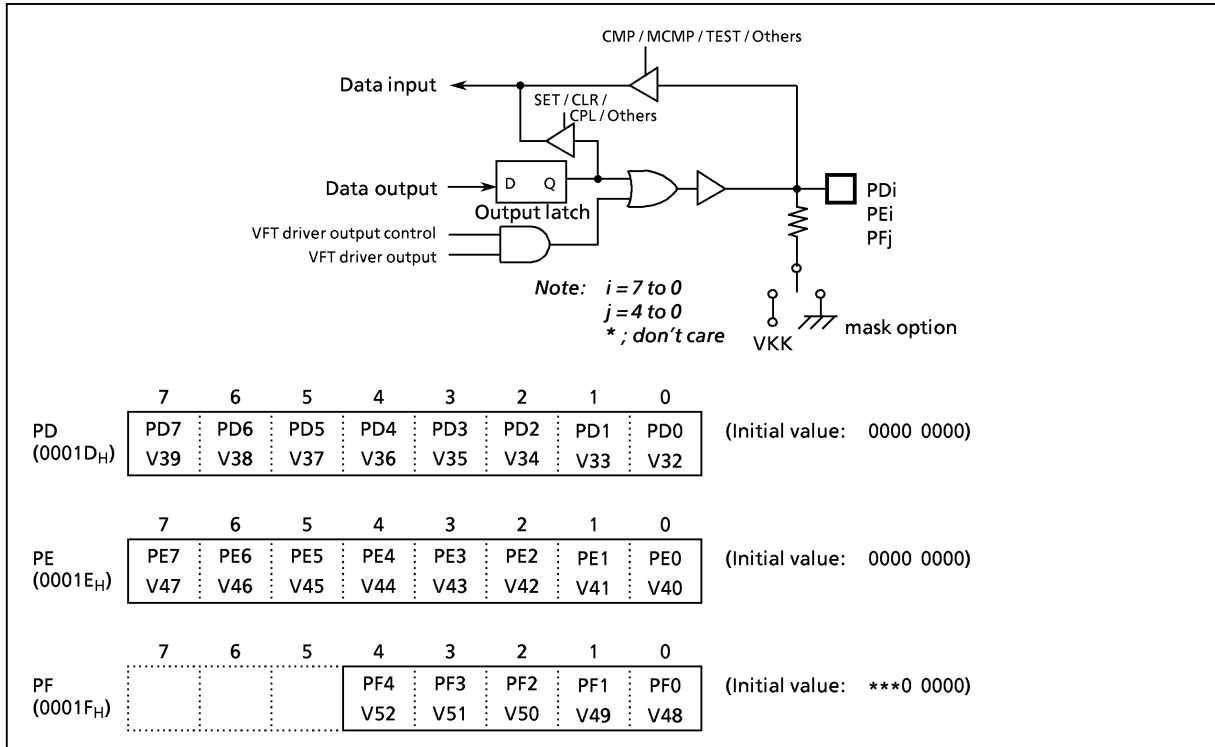 CMP / MCMP / TEST / Others
Data input
SET / CLR /
CPL / Others
Data output
D Q
Output latch
PDi
PEi
PFj
VFT driver output control
VFT driver output
Note: i = 7 to 0
j = 4 to 0
* ; don't care
VKK
mask option
7 6 5 4 3 2 1 0
PD
(0001DH)
PD7 PD6 PD5 PD4 PD3 PD2 PD1 PD0
V39 V38 V37 V36 V35 V34 V33 V32
(Initial value: 0000 0000)
7 6 5 4 3 2 1 0
PE
(0001EH)
PE7 PE6 PE5 PE4 PE3 PE2 PE1 PE0
V47 V46 V45 V44 V43 V42 V41 V40
(Initial value: 0000 0000)
7 6 5 4 3 2 1 0
PF
(0001FH)
PF4 PF3 PF2 PF1 PF0
V52 V51 V50 V49 V48
(Initial value: ***0 0000)